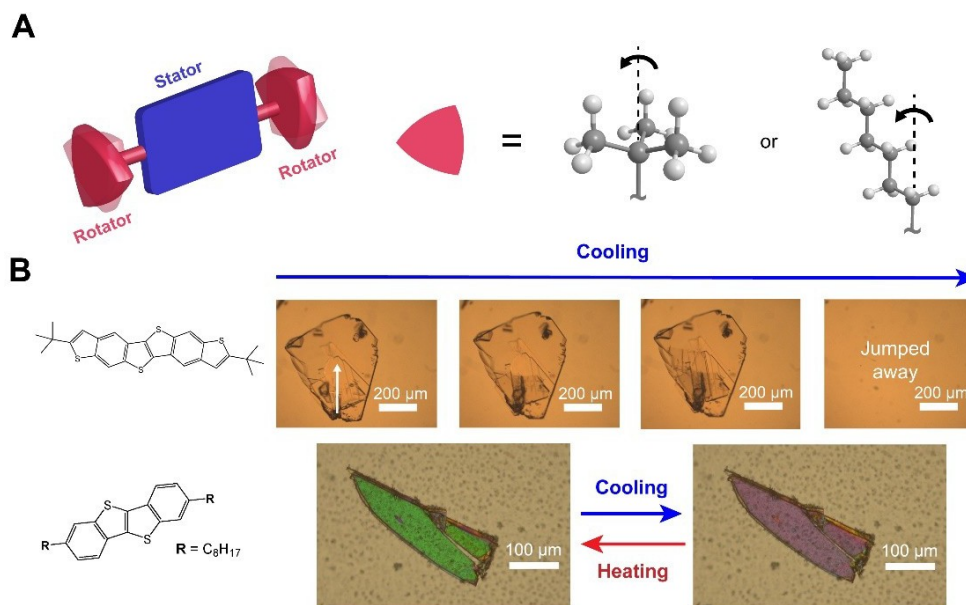 A
Stator
Rotator
Rotator
=
or
B
Cooling
S
S
S
S
200 µm
200 µm
200 µm
Jumped
away
200 µm
R
S
S
R
R = C₈H₁₇
Cooling
Heating
100 µm
100 µm